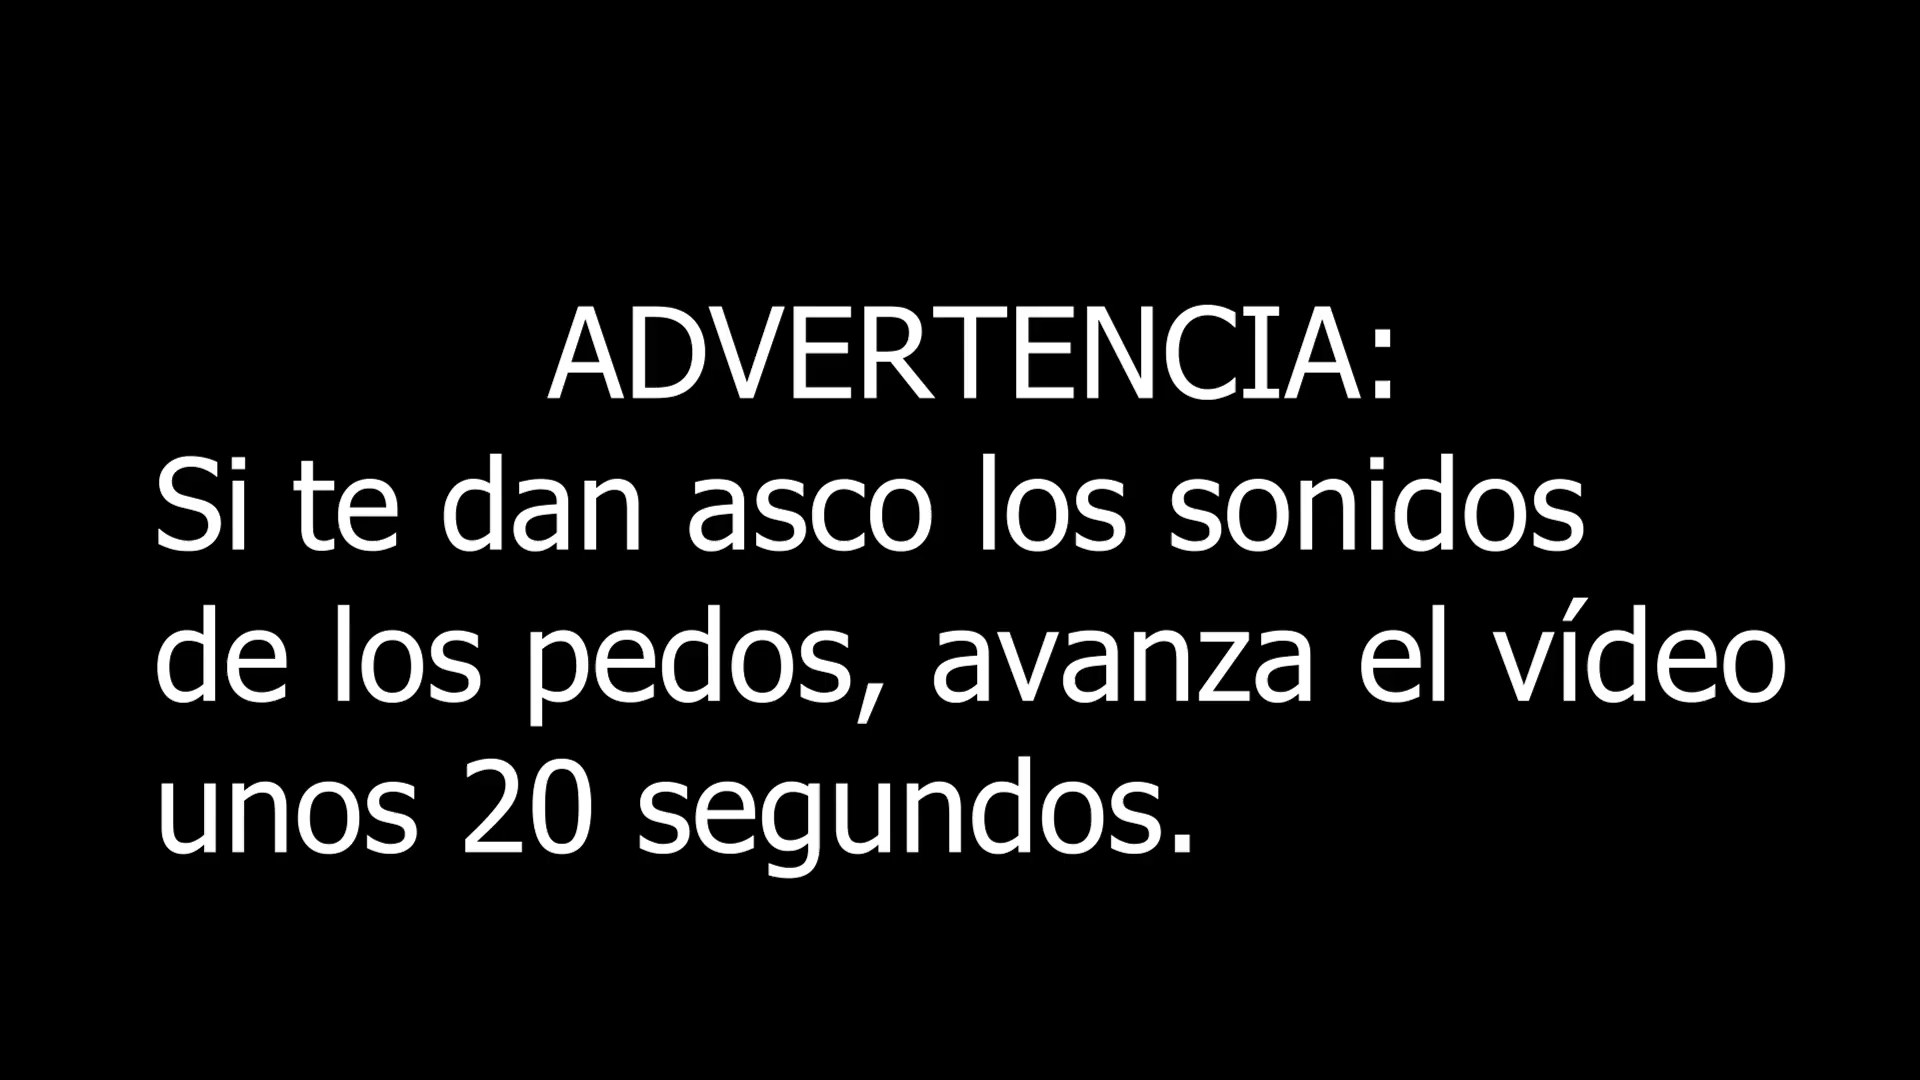 ADVERTENCIA:
Si te dan asco los sonidos
de los pedos, avanza el vídeo
unos 20 segundos.